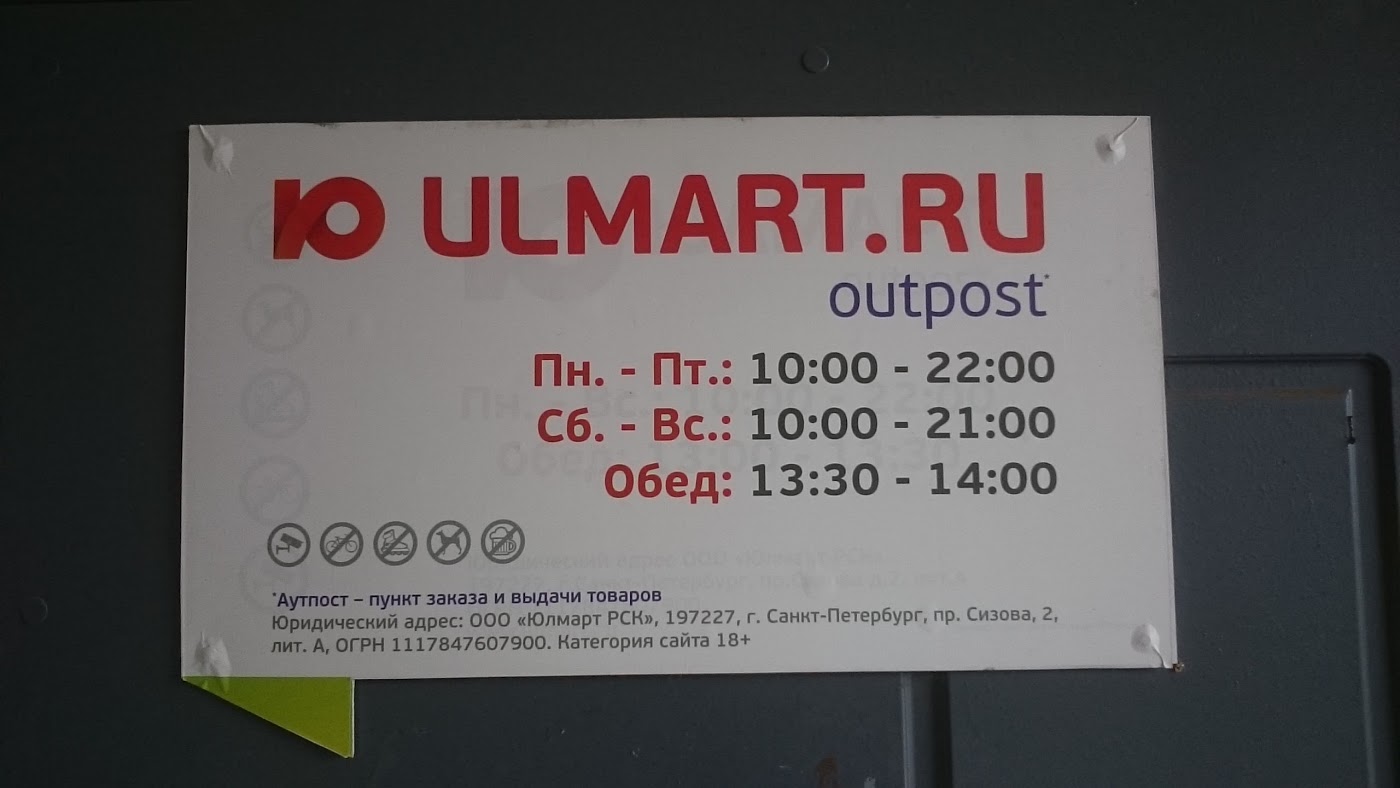 ULMART.RU
outpost*
Пн. - Пт.: 10:00 - 22:00
Сб. - Вс.: 10:00 - 21:00
Обед: 13:30 - 14:00
*Аутпост – пункт заказа и выдачи товаров
Юридический адрес: ООО «Юлмарт РСК», 197227, г. Санкт-Петербург, пр. Сизова, 2,
лит. А, ОГРН 1117847607900. Категория сайта 18+